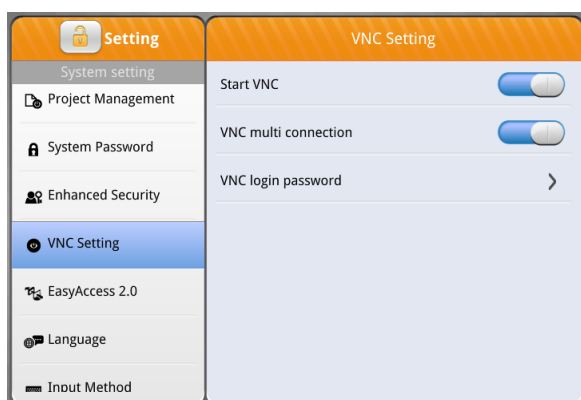 Setting
System setting
Project Management
System Password
Enhanced Security
VNC Setting
EasyAccess 2.0
Language
Input Method
VNC Setting
Start VNC
VNC multi connection
VNC login password